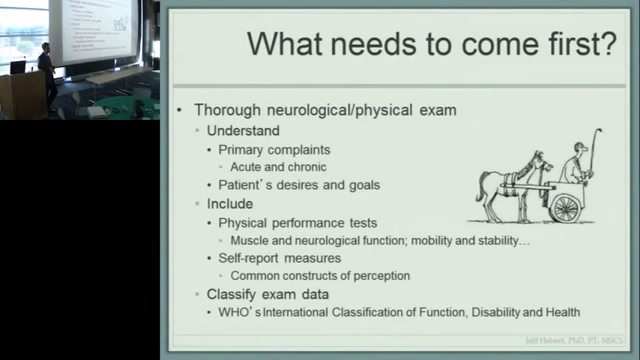 What needs to come first?
• Thorough neurological/physical exam
• Understand
• Primary complaints
• Acute and chronic
• Patient's desires and goals
• Include
• Physical performance tests
• Muscle and neurological function; mobility and stability…
• Self-report measures
• Common constructs of perception
• Classify exam data
• WHO's International Classification of Function, Disability and Health
Jeff Hebert, PhD, PT, MSCS